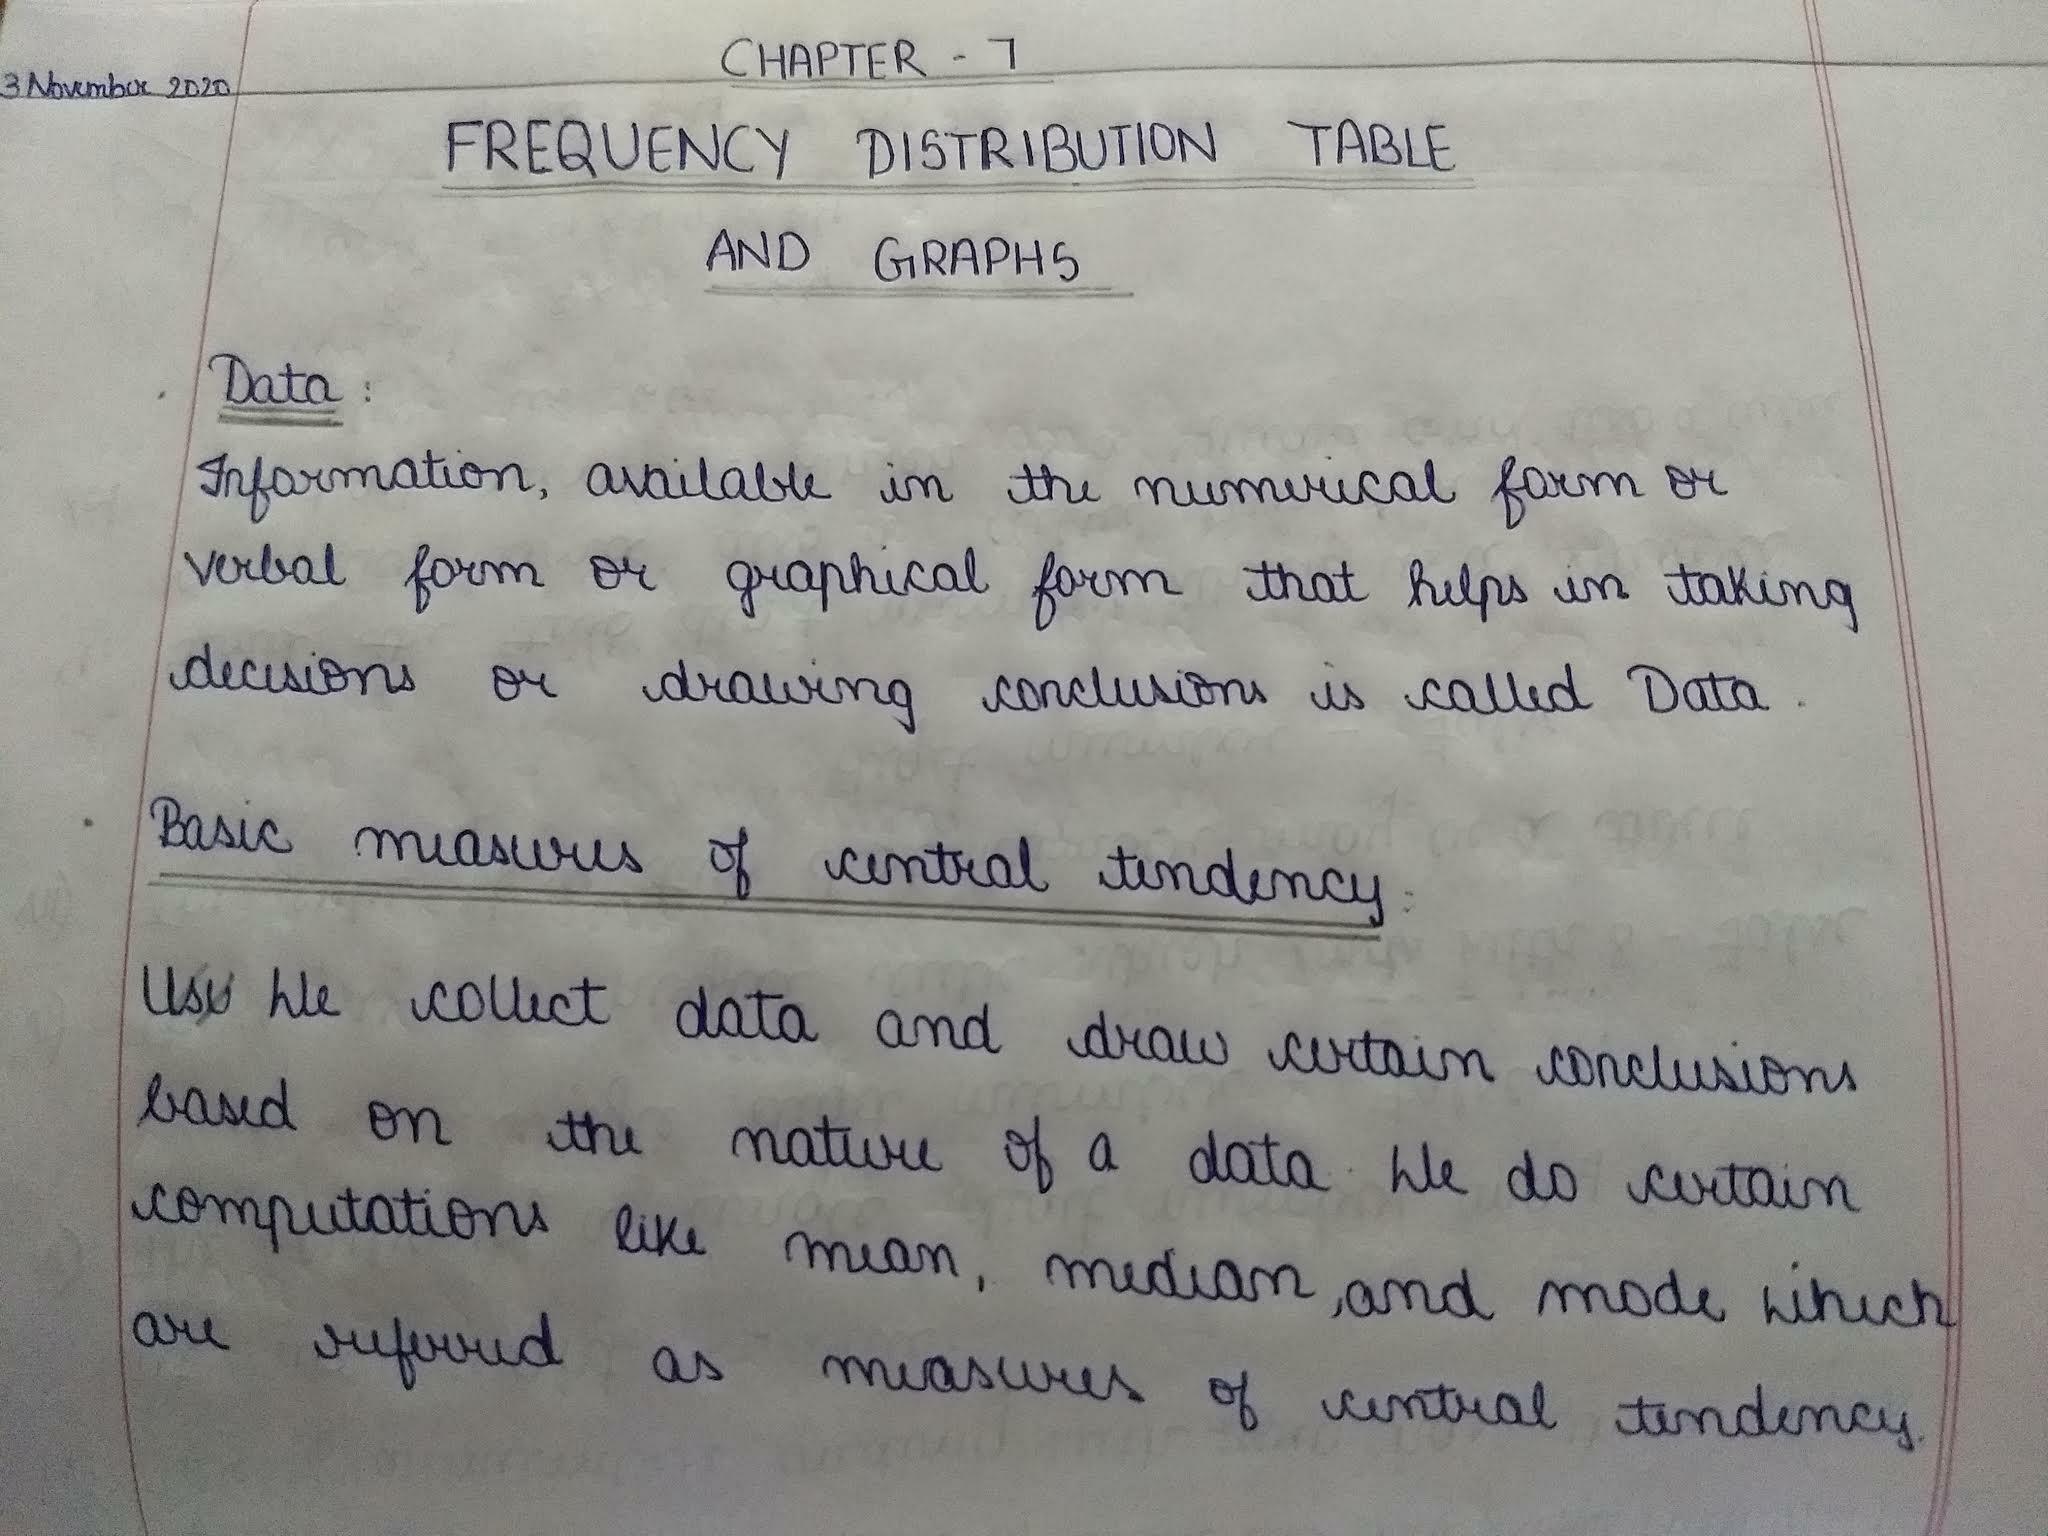 CHAPTER - 7
3 November 2020
FREQUENCY DISTRIBUTION TABLE
AND GRAPHS
Data :
Information, available in the numerical form or
verbal form or graphical form that helps in taking
decisions or drawing conclusions is called Data.
Basic measures of central tendency:
We collect data and draw certain conclusions
based on the nature of a data. We do certain
computations like mean, median, and mode which
are referred as measures of central tendency.